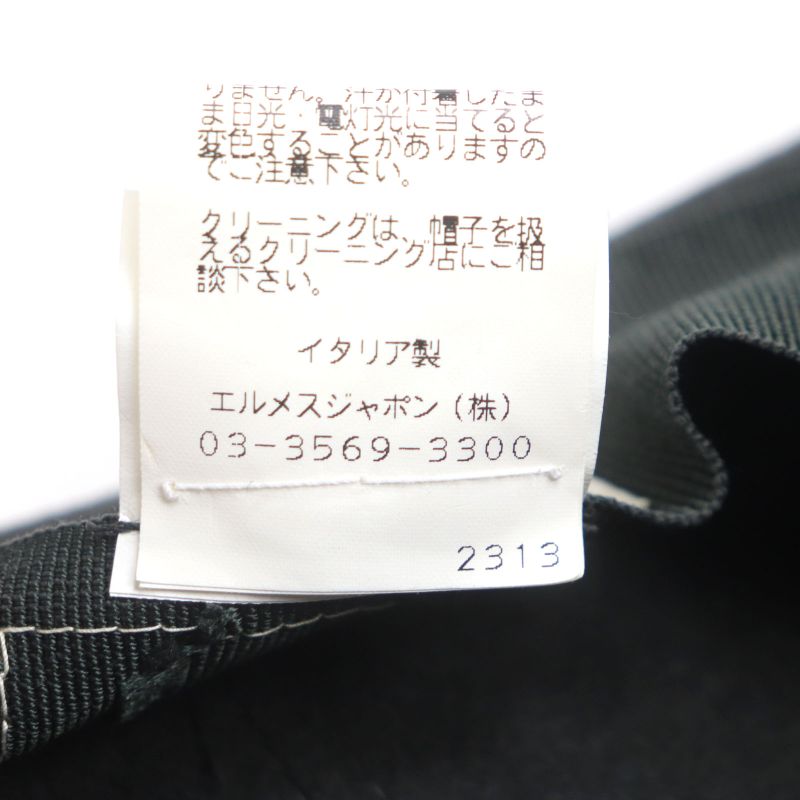 りません。汗が付着したま
ま日光・電灯光に当てると
変色することがありますの
でご注意下さい。
クリーニングは、帽子を扱
えるクリーニング店にご相
談下さい。
イタリア製
エルメスジャポン(株)
03-3569-3300
2313